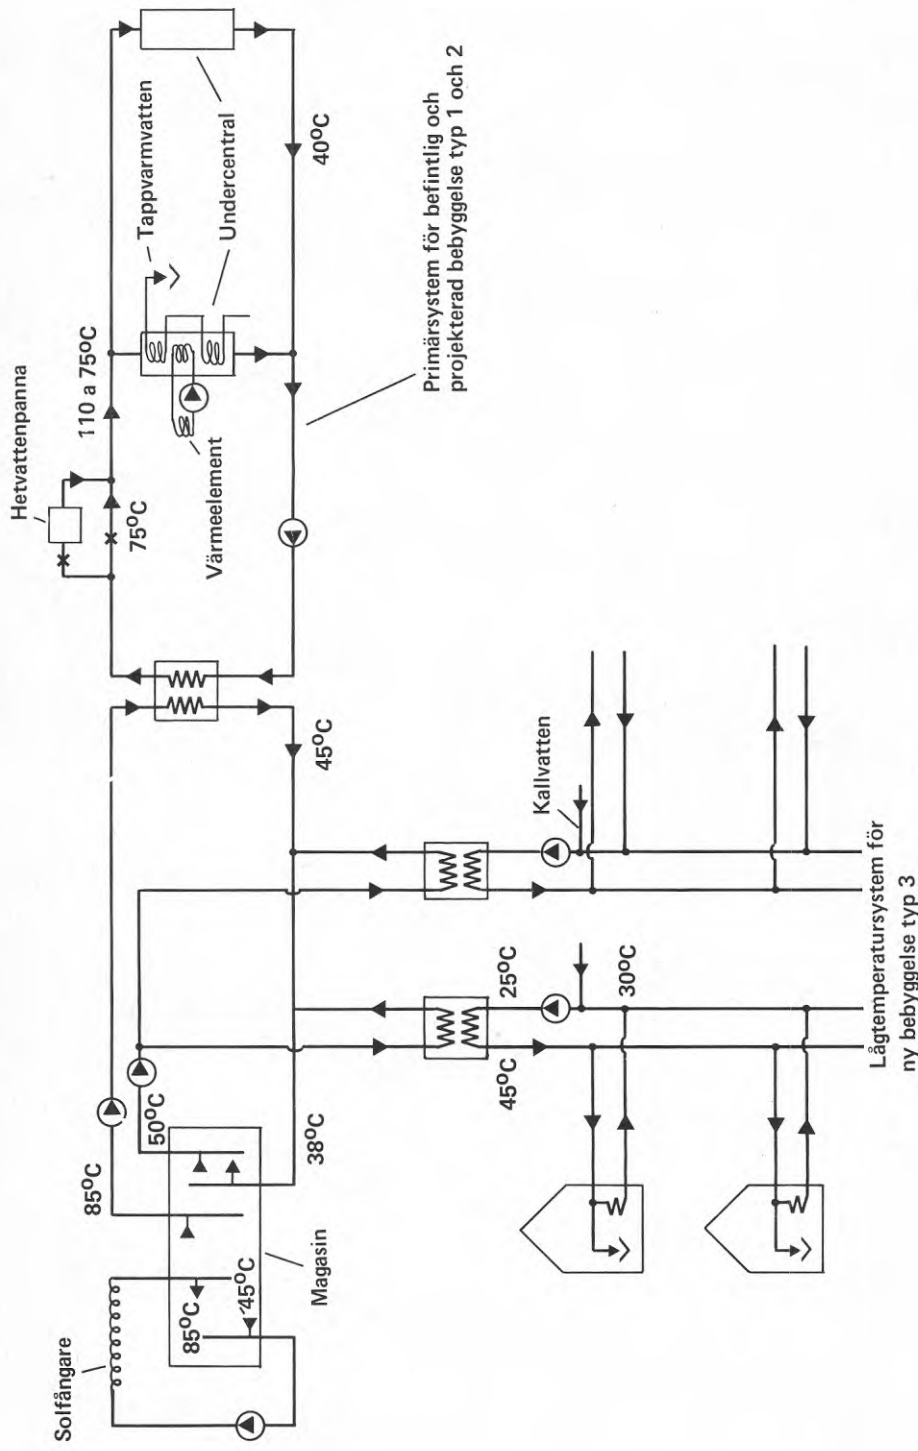 Solfångare
85°C
45°C
Magasin
85°C
50°C
38°C
45°C
25°C
30°C
Lågtemperatursystem för
ny bebyggelse typ 3
Kallvatten
45°C
Hetvattenpanna
75°C
110 a 75°C
Värmeelement
Tappvarmvatten
Undercentral
40°C
Primärsystem för befintlig och
projekterad bebyggelse typ 1 och 2